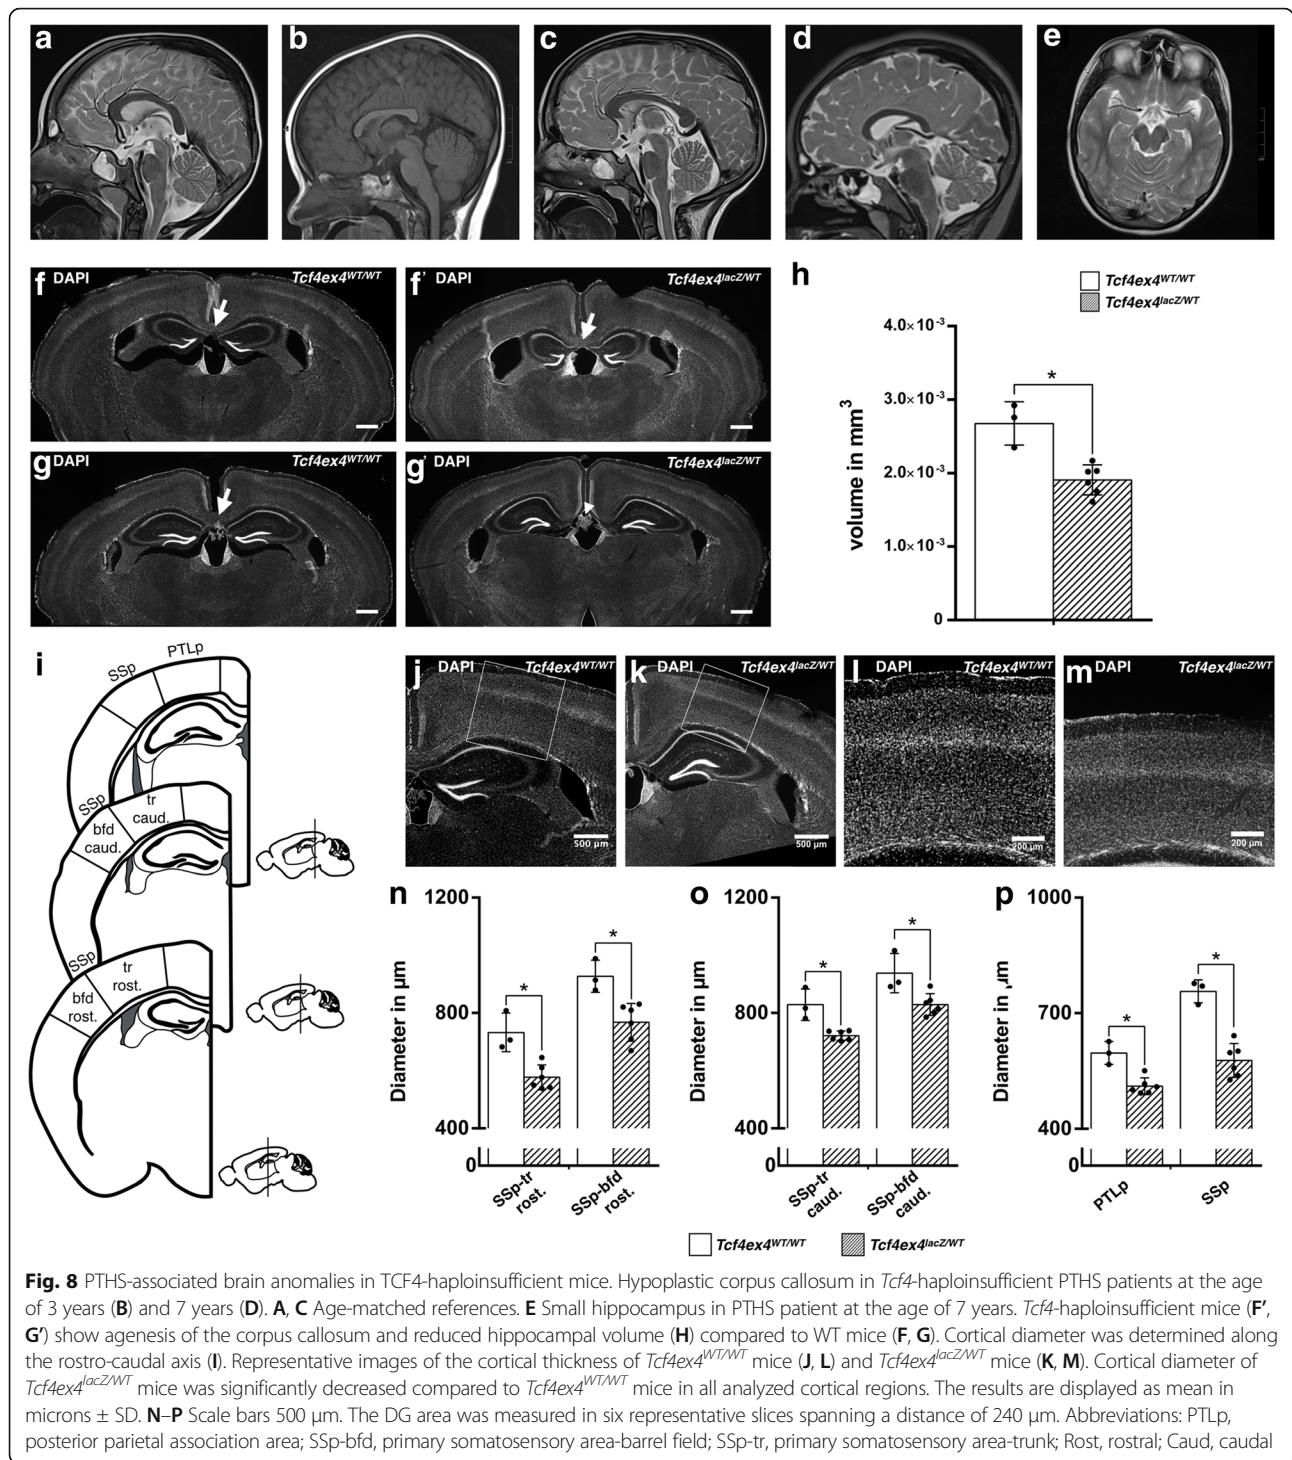 a
b
c
d
e
f DAPI Tcf4ex4WT/WT
f' DAPI Tcf4ex4lacZ/WT
g DAPI Tcf4ex4WT/WT
g' DAPI Tcf4ex4lacZ/WT
h
Tcf4ex4WT/WT
Tcf4ex4lacZ/WT
4.0×10-3
3.0×10-3
2.0×10-3
1.0×10-3
0
volume in mm3
*
i
SSp PTLp
SSp
bfd caud.
tr caud.
SSp
bfd rost.
tr rost.
j DAPI Tcf4ex4WT/WT
500 µm
k DAPI Tcf4ex4lacZ/WT
500 µm
l DAPI Tcf4ex4WT/WT
200 µm
m DAPI Tcf4ex4lacZ/WT
200 µm
n
1200
800
400
0
Diameter in µm
* *
SSp-tr rost.
SSp-bfd rost.
o
1200
800
400
0
Diameter in µm
* *
SSp-tr caud.
SSp-bfd caud.
p
1000
700
400
0
Diameter in µm
* *
PTLp
SSp
Tcf4ex4WT/WT Tcf4ex4lacZ/WT
Fig. 8 PTHS-associated brain anomalies in TCF4-haploinsufficient mice. Hypoplastic corpus callosum in Tcf4-haploinsufficient PTHS patients at the age
of 3 years (B) and 7 years (D). A, C Age-matched references. E Small hippocampus in PTHS patient at the age of 7 years. Tcf4-haploinsufficient mice (F',
G') show agenesis of the corpus callosum and reduced hippocampal volume (H) compared to WT mice (F, G). Cortical diameter was determined along
the rostro-caudal axis (I). Representative images of the cortical thickness of Tcf4ex4WT/WT mice (J, L) and Tcf4ex4lacZ/WT mice (K, M). Cortical diameter of
Tcf4ex4lacZ/WT mice was significantly decreased compared to Tcf4ex4WT/WT mice in all analyzed cortical regions. The results are displayed as mean in
microns ± SD. N–P Scale bars 500 µm. The DG area was measured in six representative slices spanning a distance of 240 µm. Abbreviations: PTLp,
posterior parietal association area; SSp-bfd, primary somatosensory area-barrel field; SSp-tr, primary somatosensory area-trunk; Rost, rostral; Caud, caudal